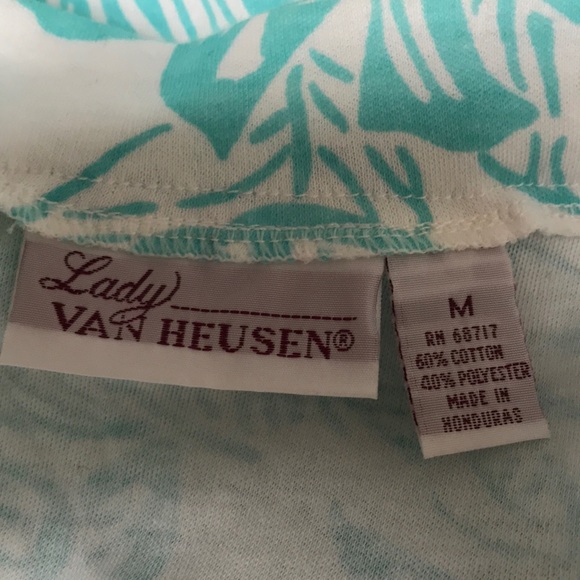 Lady
VAN HEUSEN®
M
RN 68717
60% COTTON
40% POLYESTER
MADE IN
HONDURAS